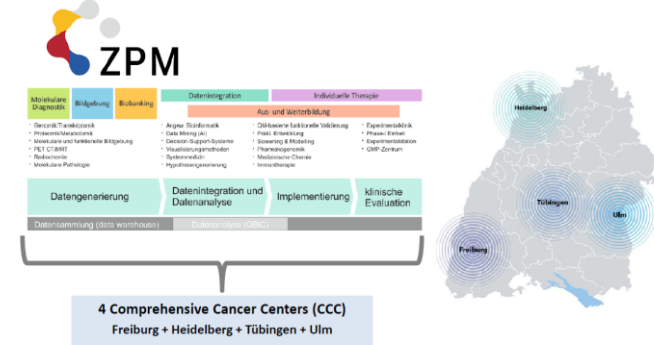 ZPM
Molekulare
Diagnostik
Bildgebung
Biobanking
Datenintegration
Individuelle Therapie
Aus- und Weiterbildung
• Genomik/Transkriptomik
• Proteomik/Metabolomik
• Molekulare und funktionelle Bildgebung
• PET CT/MRT
• Radiochemie
• Molekulare Pathologie
• Angew. Bioinformatik
• Data Mining (AI)
• Decision-Support-Systeme
• Visualisierungsmethoden
• Systemmedizin
• Hypothesengenerierung
• QM-basierte funktionelle Validierung
• Präkl. Entwicklung
• Screening & Modeling
• Pharmakogenomik
• Medizinische Chemie
• Immuntherapie
• Experimentalklinik
• Phase-I Einheit
• Experimentalstation
• GMP-Zentrum
Datengenerierung
Datenintegration und
Datenanalyse
Implementierung
klinische
Evaluation
Datensammlung (data warehouse)
Datenanalyse (QBIC)
4 Comprehensive Cancer Centers (CCC)
Freiburg + Heidelberg + Tübingen + Ulm
Heidelberg
Tübingen
Ulm
Freiburg